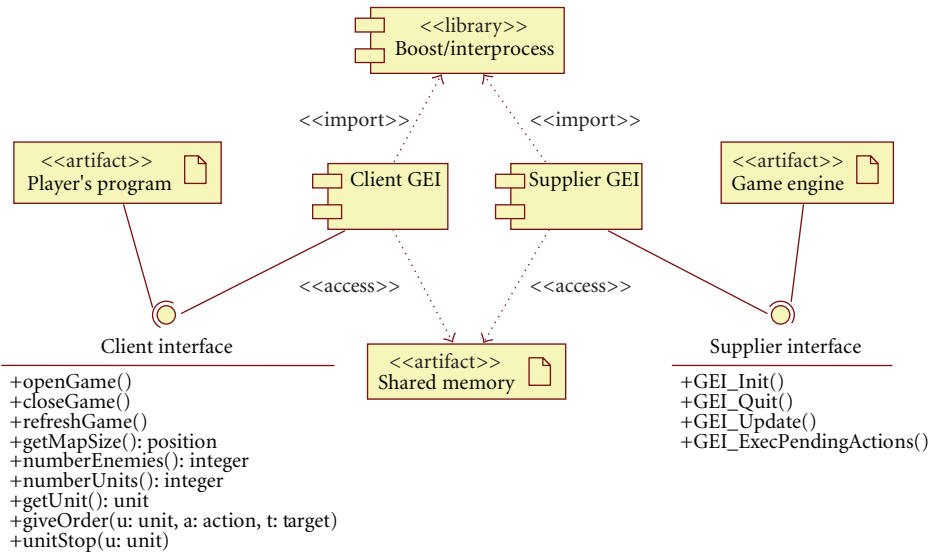 <<library>>
Boost/interprocess
<<import>>
<<import>>
<<artifact>>
Player's program
Client GEI
Supplier GEI
<<artifact>>
Game engine
<<access>>
<<access>>
Client interface
Supplier interface
<<artifact>>
Shared memory
+openGame()
+closeGame()
+refreshGame()
+getMapSize(): position
+numberEnemies(): integer
+numberUnits(): integer
+getUnit(): unit
+giveOrder(u: unit, a: action, t: target)
+unitStop(u: unit)
+GEI_Init()
+GEI_Quit()
+GEI_Update()
+GEI_ExecPendingActions()